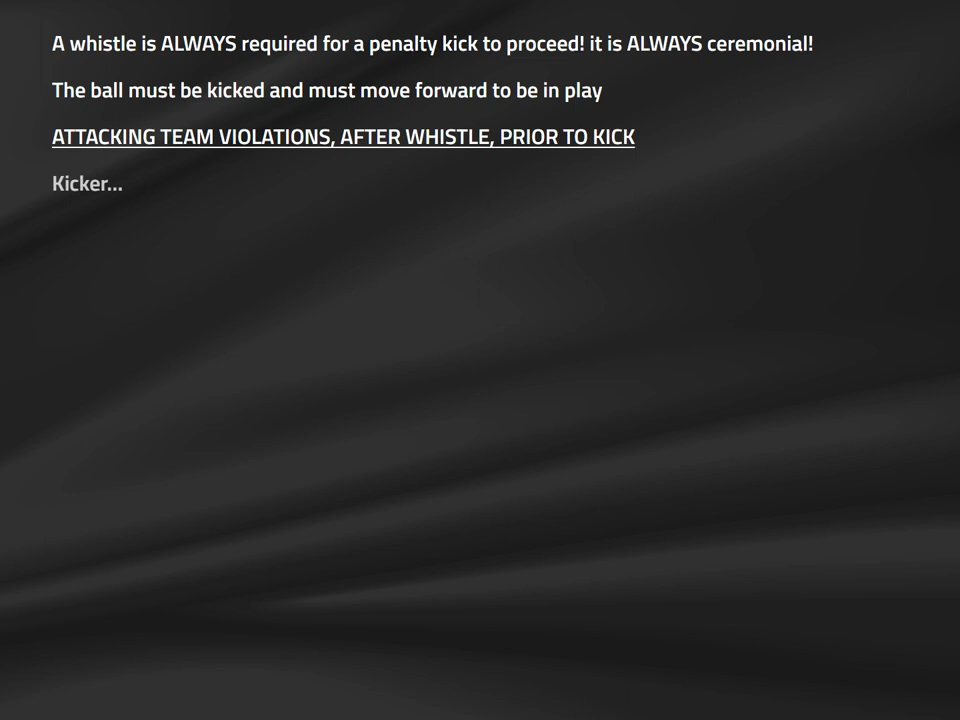 A whistle is ALWAYS required for a penalty kick to proceed! it is ALWAYS ceremonial!
The ball must be kicked and must move forward to be in play
ATTACKING TEAM VIOLATIONS, AFTER WHISTLE, PRIOR TO KICK
Kicker...